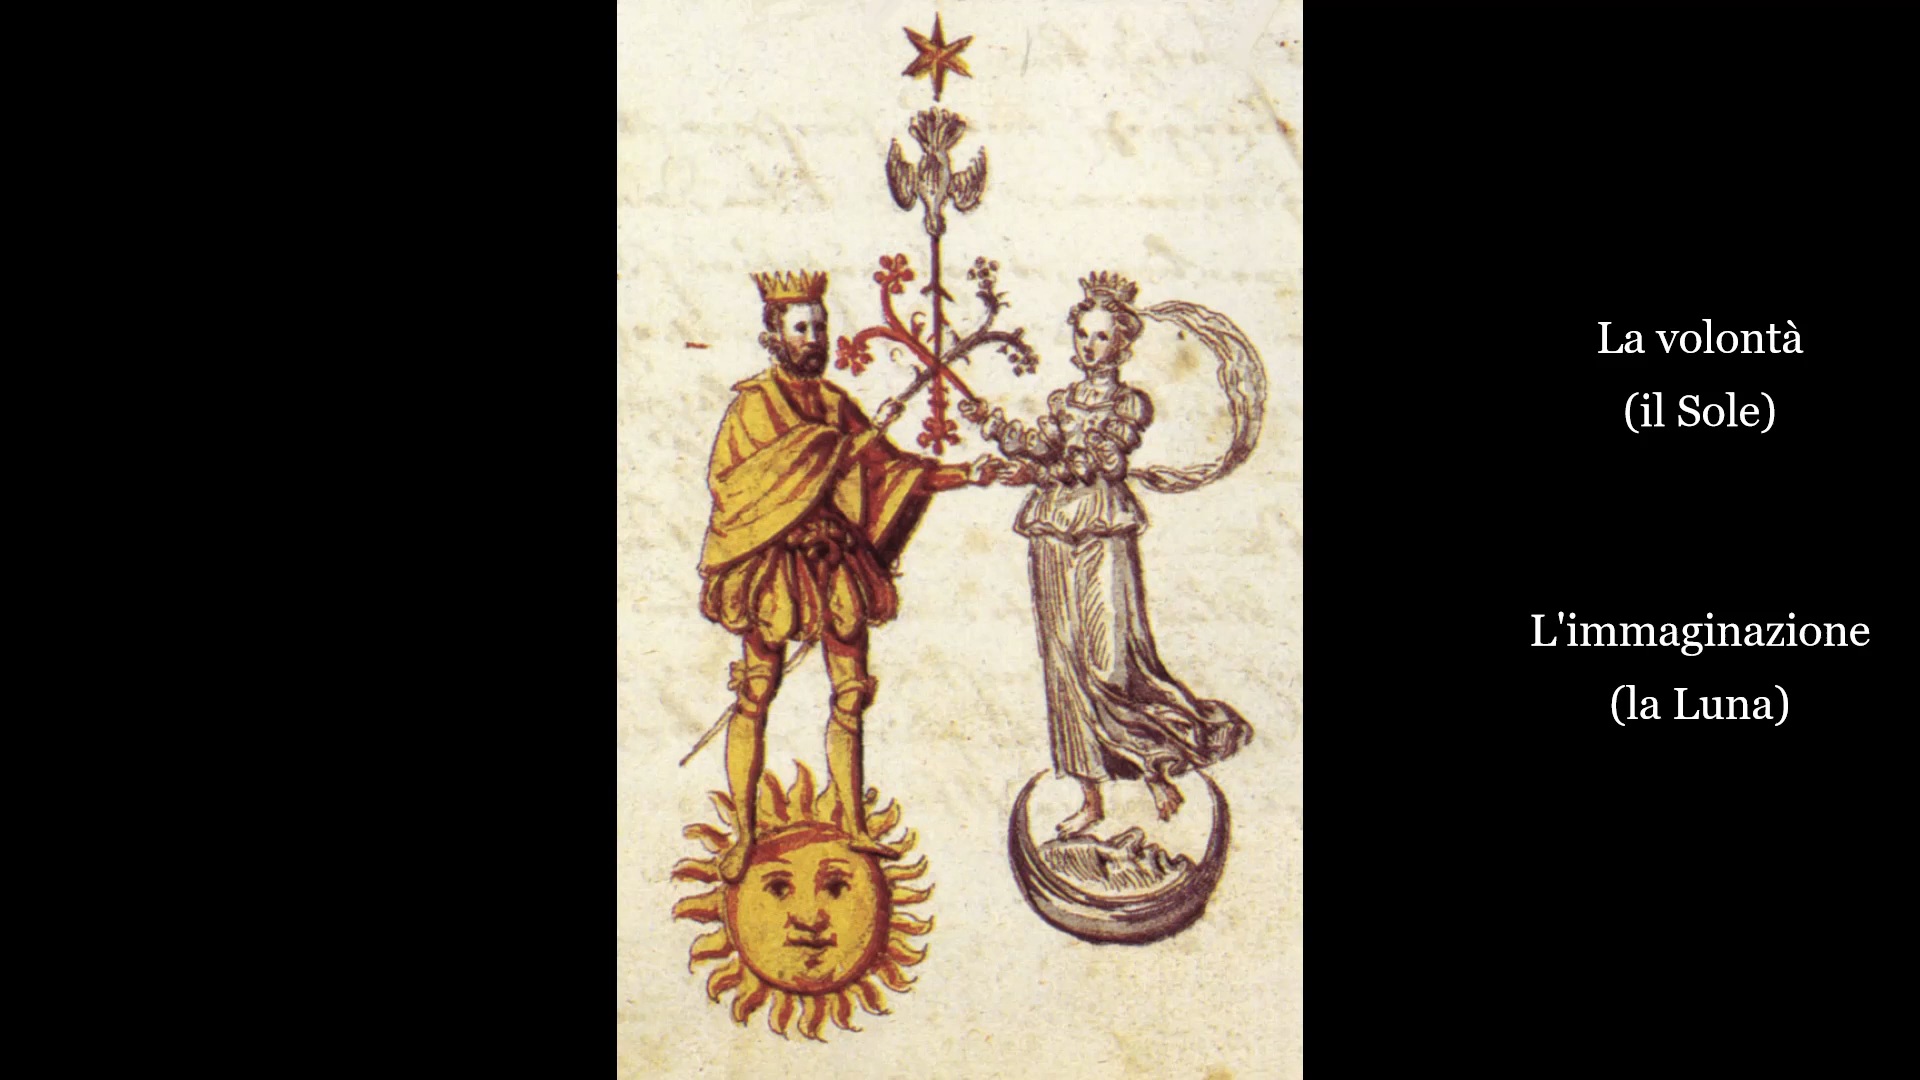 La volontà
(il Sole)
L'immaginazione
(la Luna)